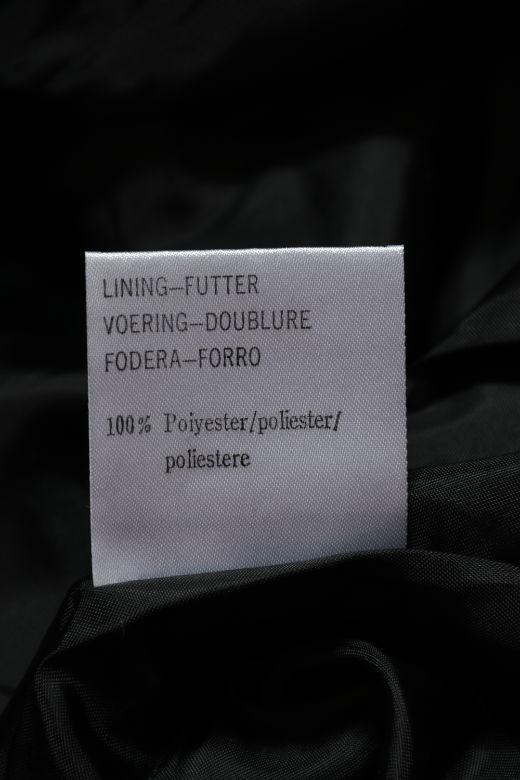 LINING–FUTTER
VOERING–DOUBLURE
FODERA–FORRO
100% Poiyester/poliester/
poliestere